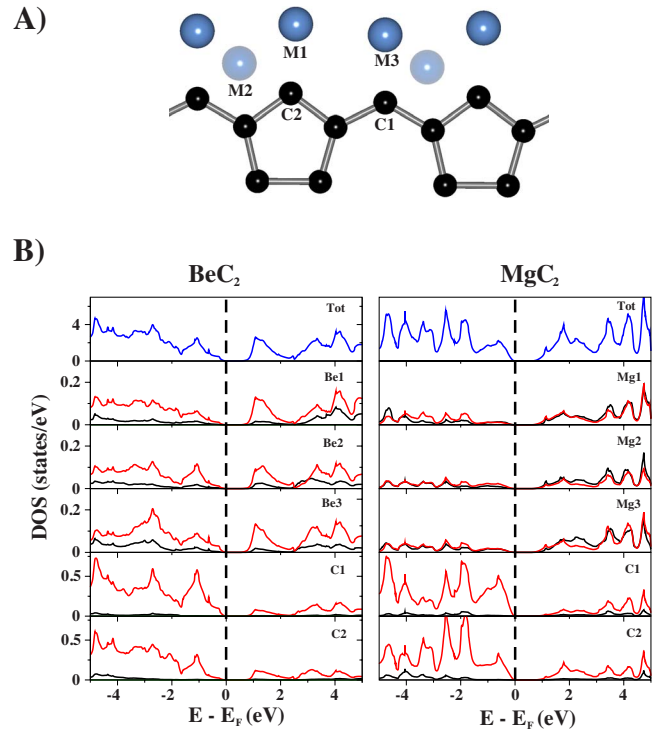 A)
M1
M3
M2
C2
C1
B)
BeC2
MgC2
DOS (states/eV)
Tot
4
0
Be1
0.2
0
Be2
0.2
0
Be3
0.2
0
C1
0.5
0
C2
0.5
0
-4 -2 0 2 4
E - EF (eV)
Tot
Mg1
Mg2
Mg3
C1
C2
-4 -2 0 2 4
E - EF (eV)